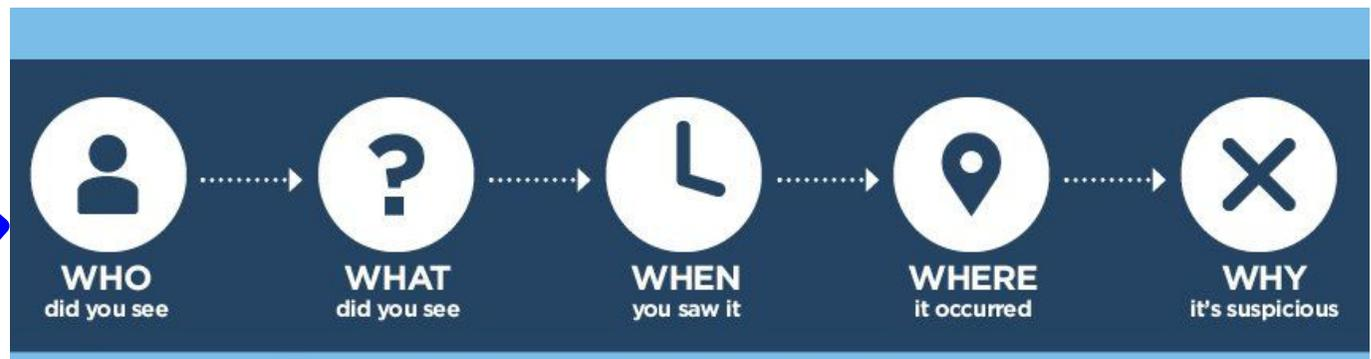 ?
WHO
did you see
WHAT
did you see
WHEN
you saw it
WHERE
it occurred
WHY
it's suspicious